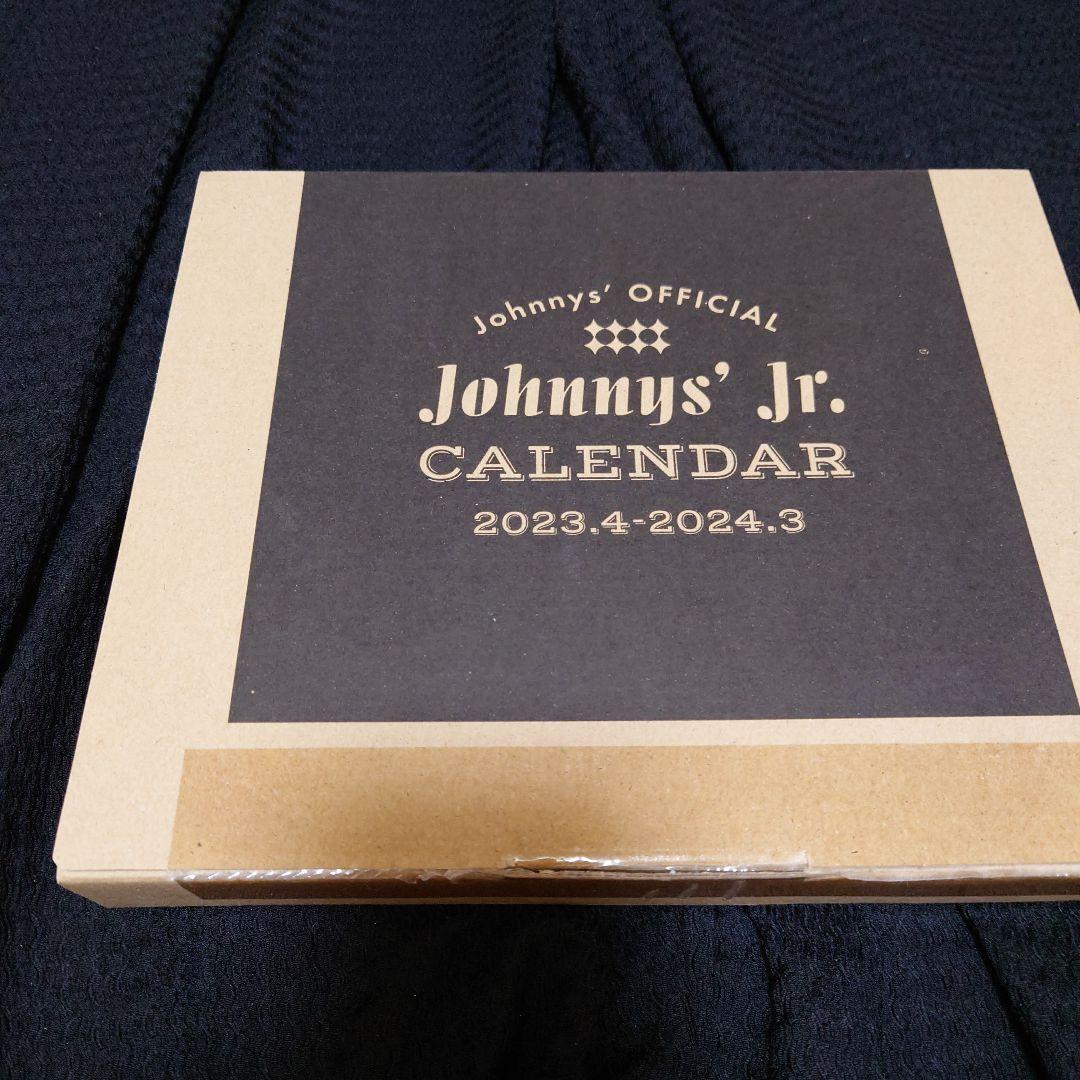 Johnnys' OFFICIAL
Johnnys' Jr.
CALENDAR
2023.4-2024.3